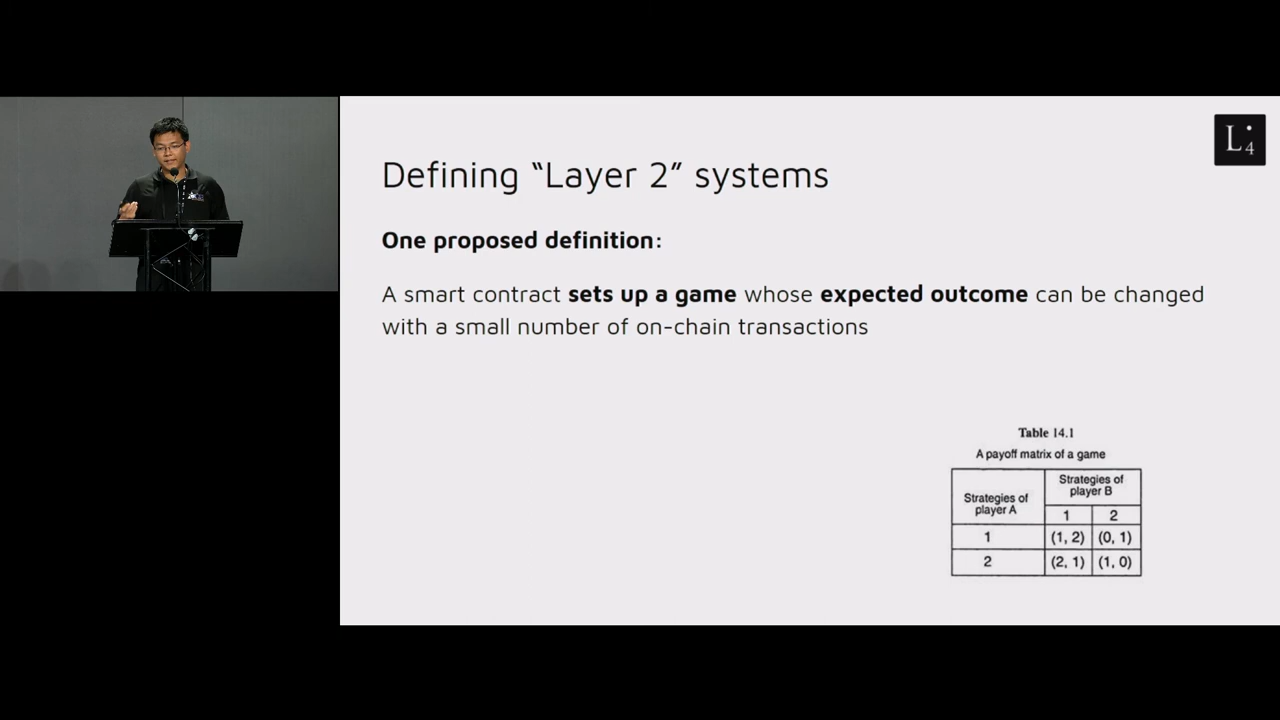 L4
Defining “Layer 2” systems
One proposed definition:
A smart contract sets up a game whose expected outcome can be changed
with a small number of on-chain transactions
Table 14.1
A payoff matrix of a game
Strategies of player A
Strategies of player B
1 2
1 (1, 2) (0, 1)
2 (2, 1) (1, 0)